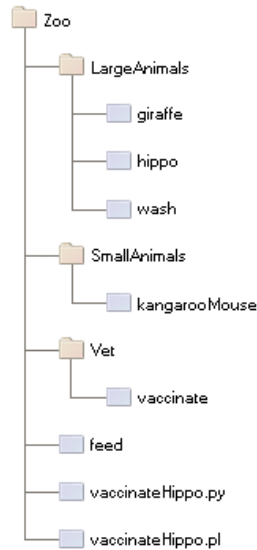 Zoo
LargeAnimals
giraffe
hippo
wash
SmallAnimals
kangarooMouse
Vet
vaccinate
feed
vaccinateHippo.py
vaccinateHippo.pl